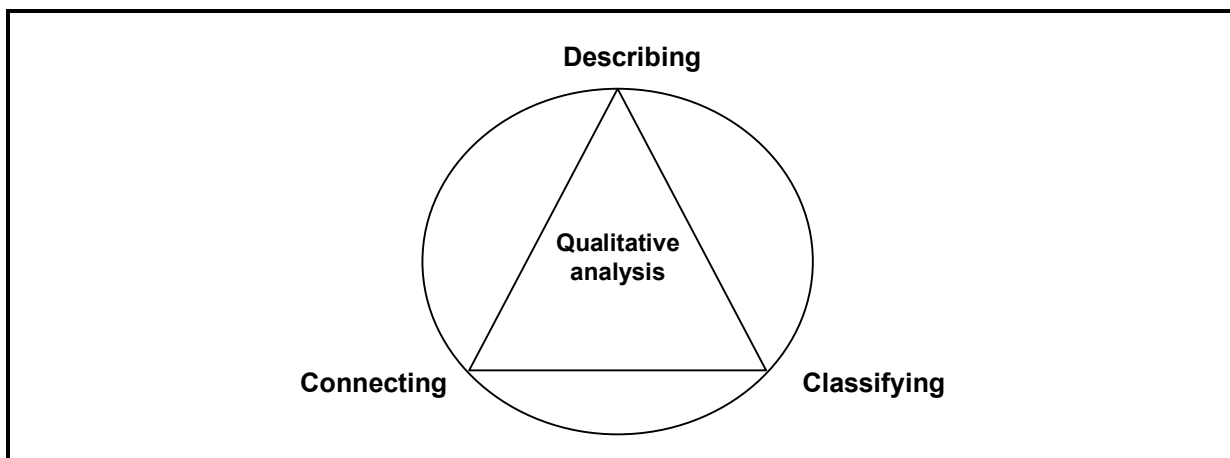 Describing
Qualitative
analysis
Connecting
Classifying